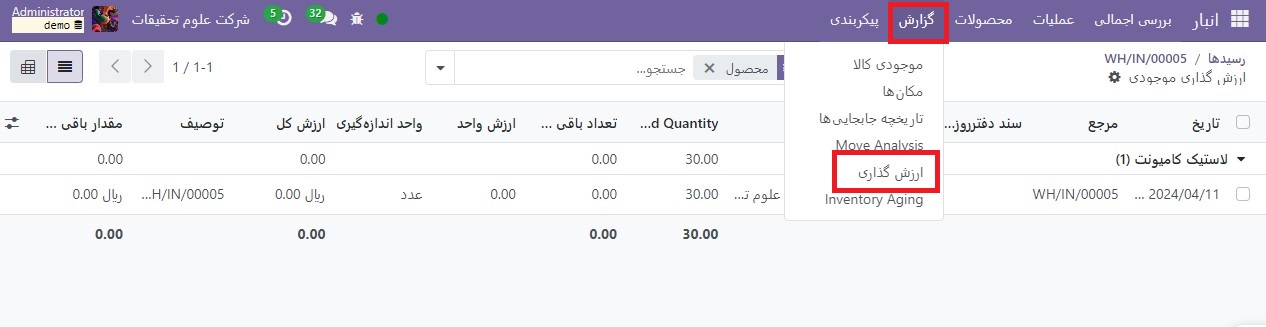 انبار بررسی اجمالی عملیات محصولات گزارش پیکربندی
شرکت علوم تحقیقات 32 5
Administrator
demo
رسیدها / WH/IN/00005
ارزش گذاری موجودی
محصول جستجو...
1 / 1-1
موجودی کالا
مکان‌ها
تاریخچه جابجایی‌ها
Move Analysis
ارزش گذاری
Inventory Aging
تاریخ مرجع سند دفترروز... d Quantity... تعداد باقی ... ارزش واحد واحد اندازه‌گیری ارزش کل توصیف مقدار باقی ...
لاستیک کامیونت (1) 30.00 0.00 0.00 0.00
2024/04/11 ... WH/IN/00005 علوم ت... 30.00 0.00 0.00 عدد ریال 0.00 H/IN/00005... ریال 0.00
30.00 0.00 0.00 0.00